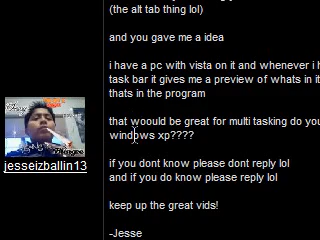 (the alt tab thing lol)
and you gave me a idea
i have a pc with vista on it and whenever i h
task bar it gives me a preview of whats in it
thats in the program
that woould be great for multi tasking do you
windows xp????
if you dont know please dont reply lol
and if you do know please reply lol
jesseizballin13
keep up the great vids!
-Jesse